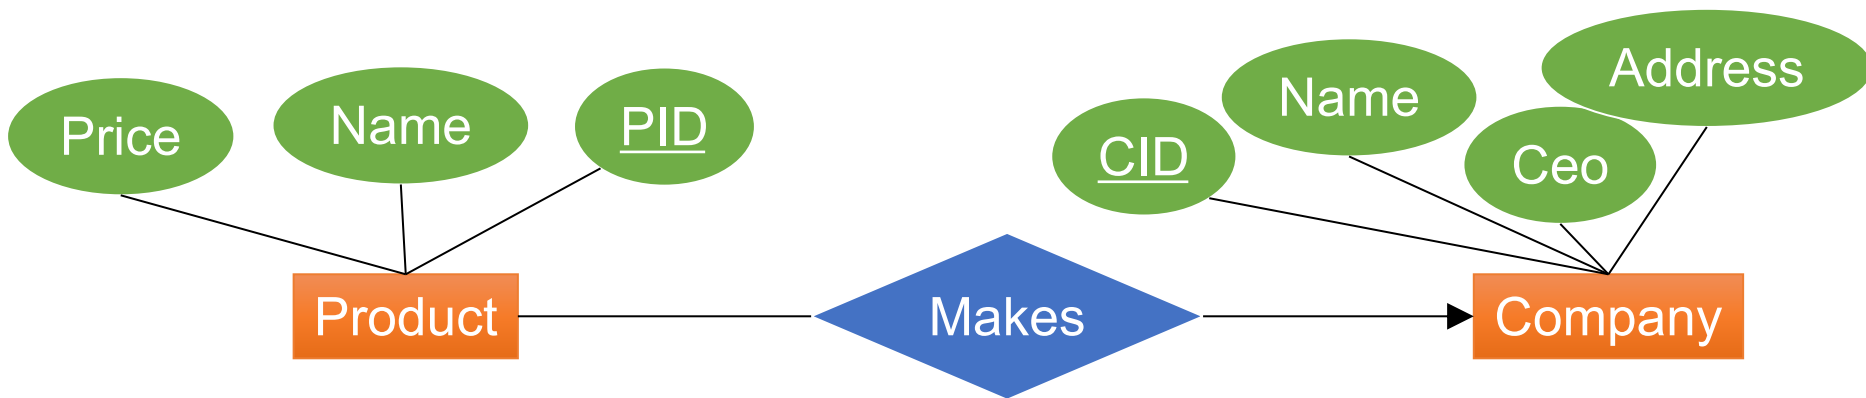 Price
Name
PID
CID
Name
Ceo
Address
Product
Makes
Company